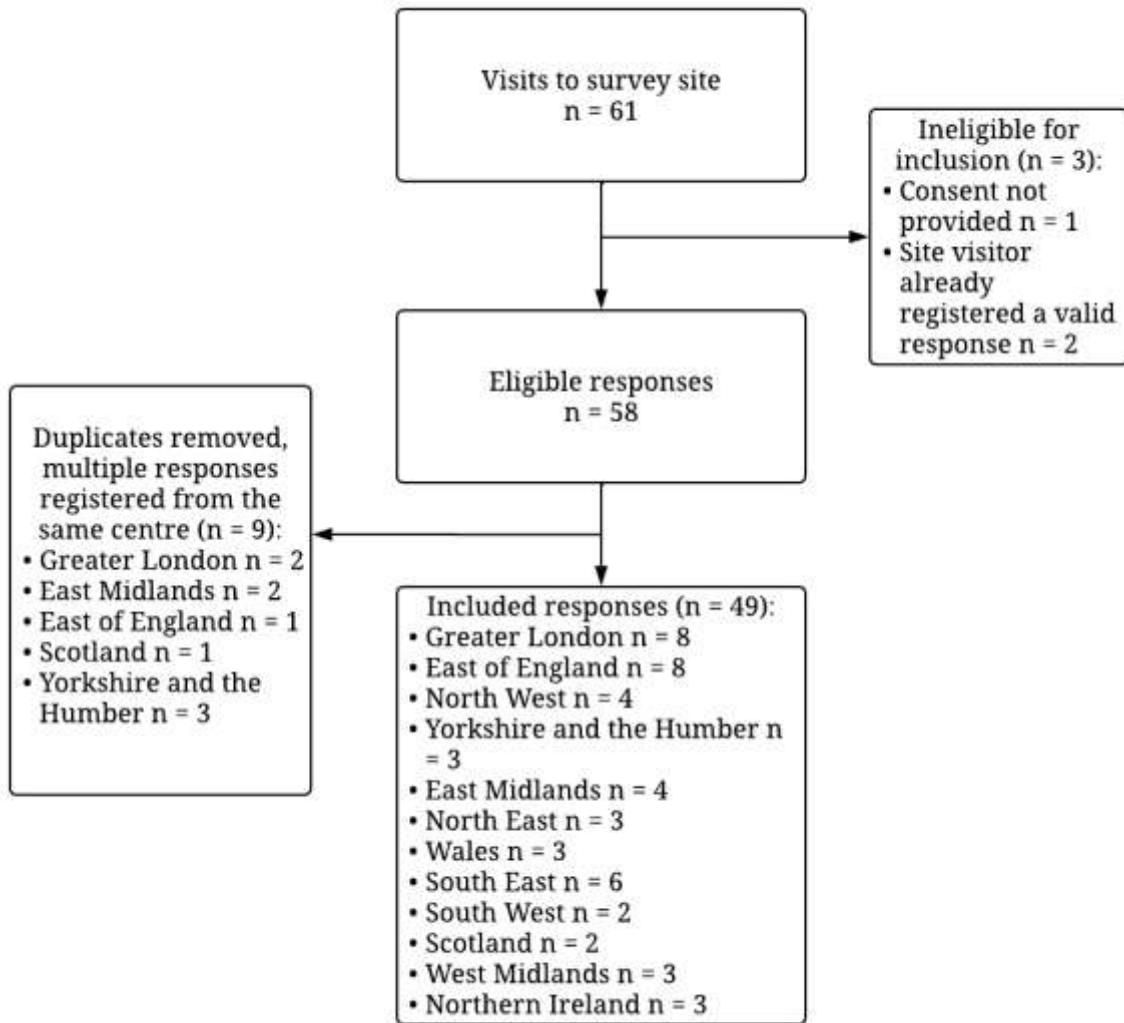 Visits to survey site
n = 61
Ineligible for
inclusion (n = 3):
• Consent not
provided n = 1
• Site visitor
already
registered a valid
response n = 2
Eligible responses
n = 58
Duplicates removed,
multiple responses
registered from the
same centre (n = 9):
• Greater London n = 2
• East Midlands n = 2
• East of England n = 1
• Scotland n = 1
• Yorkshire and the
Humber n = 3
Included responses (n = 49):
• Greater London n = 8
• East of England n = 8
• North West n = 4
• Yorkshire and the Humber n
= 3
• East Midlands n = 4
• North East n = 3
• Wales n = 3
• South East n = 6
• South West n = 2
• Scotland n = 2
• West Midlands n = 3
• Northern Ireland n = 3